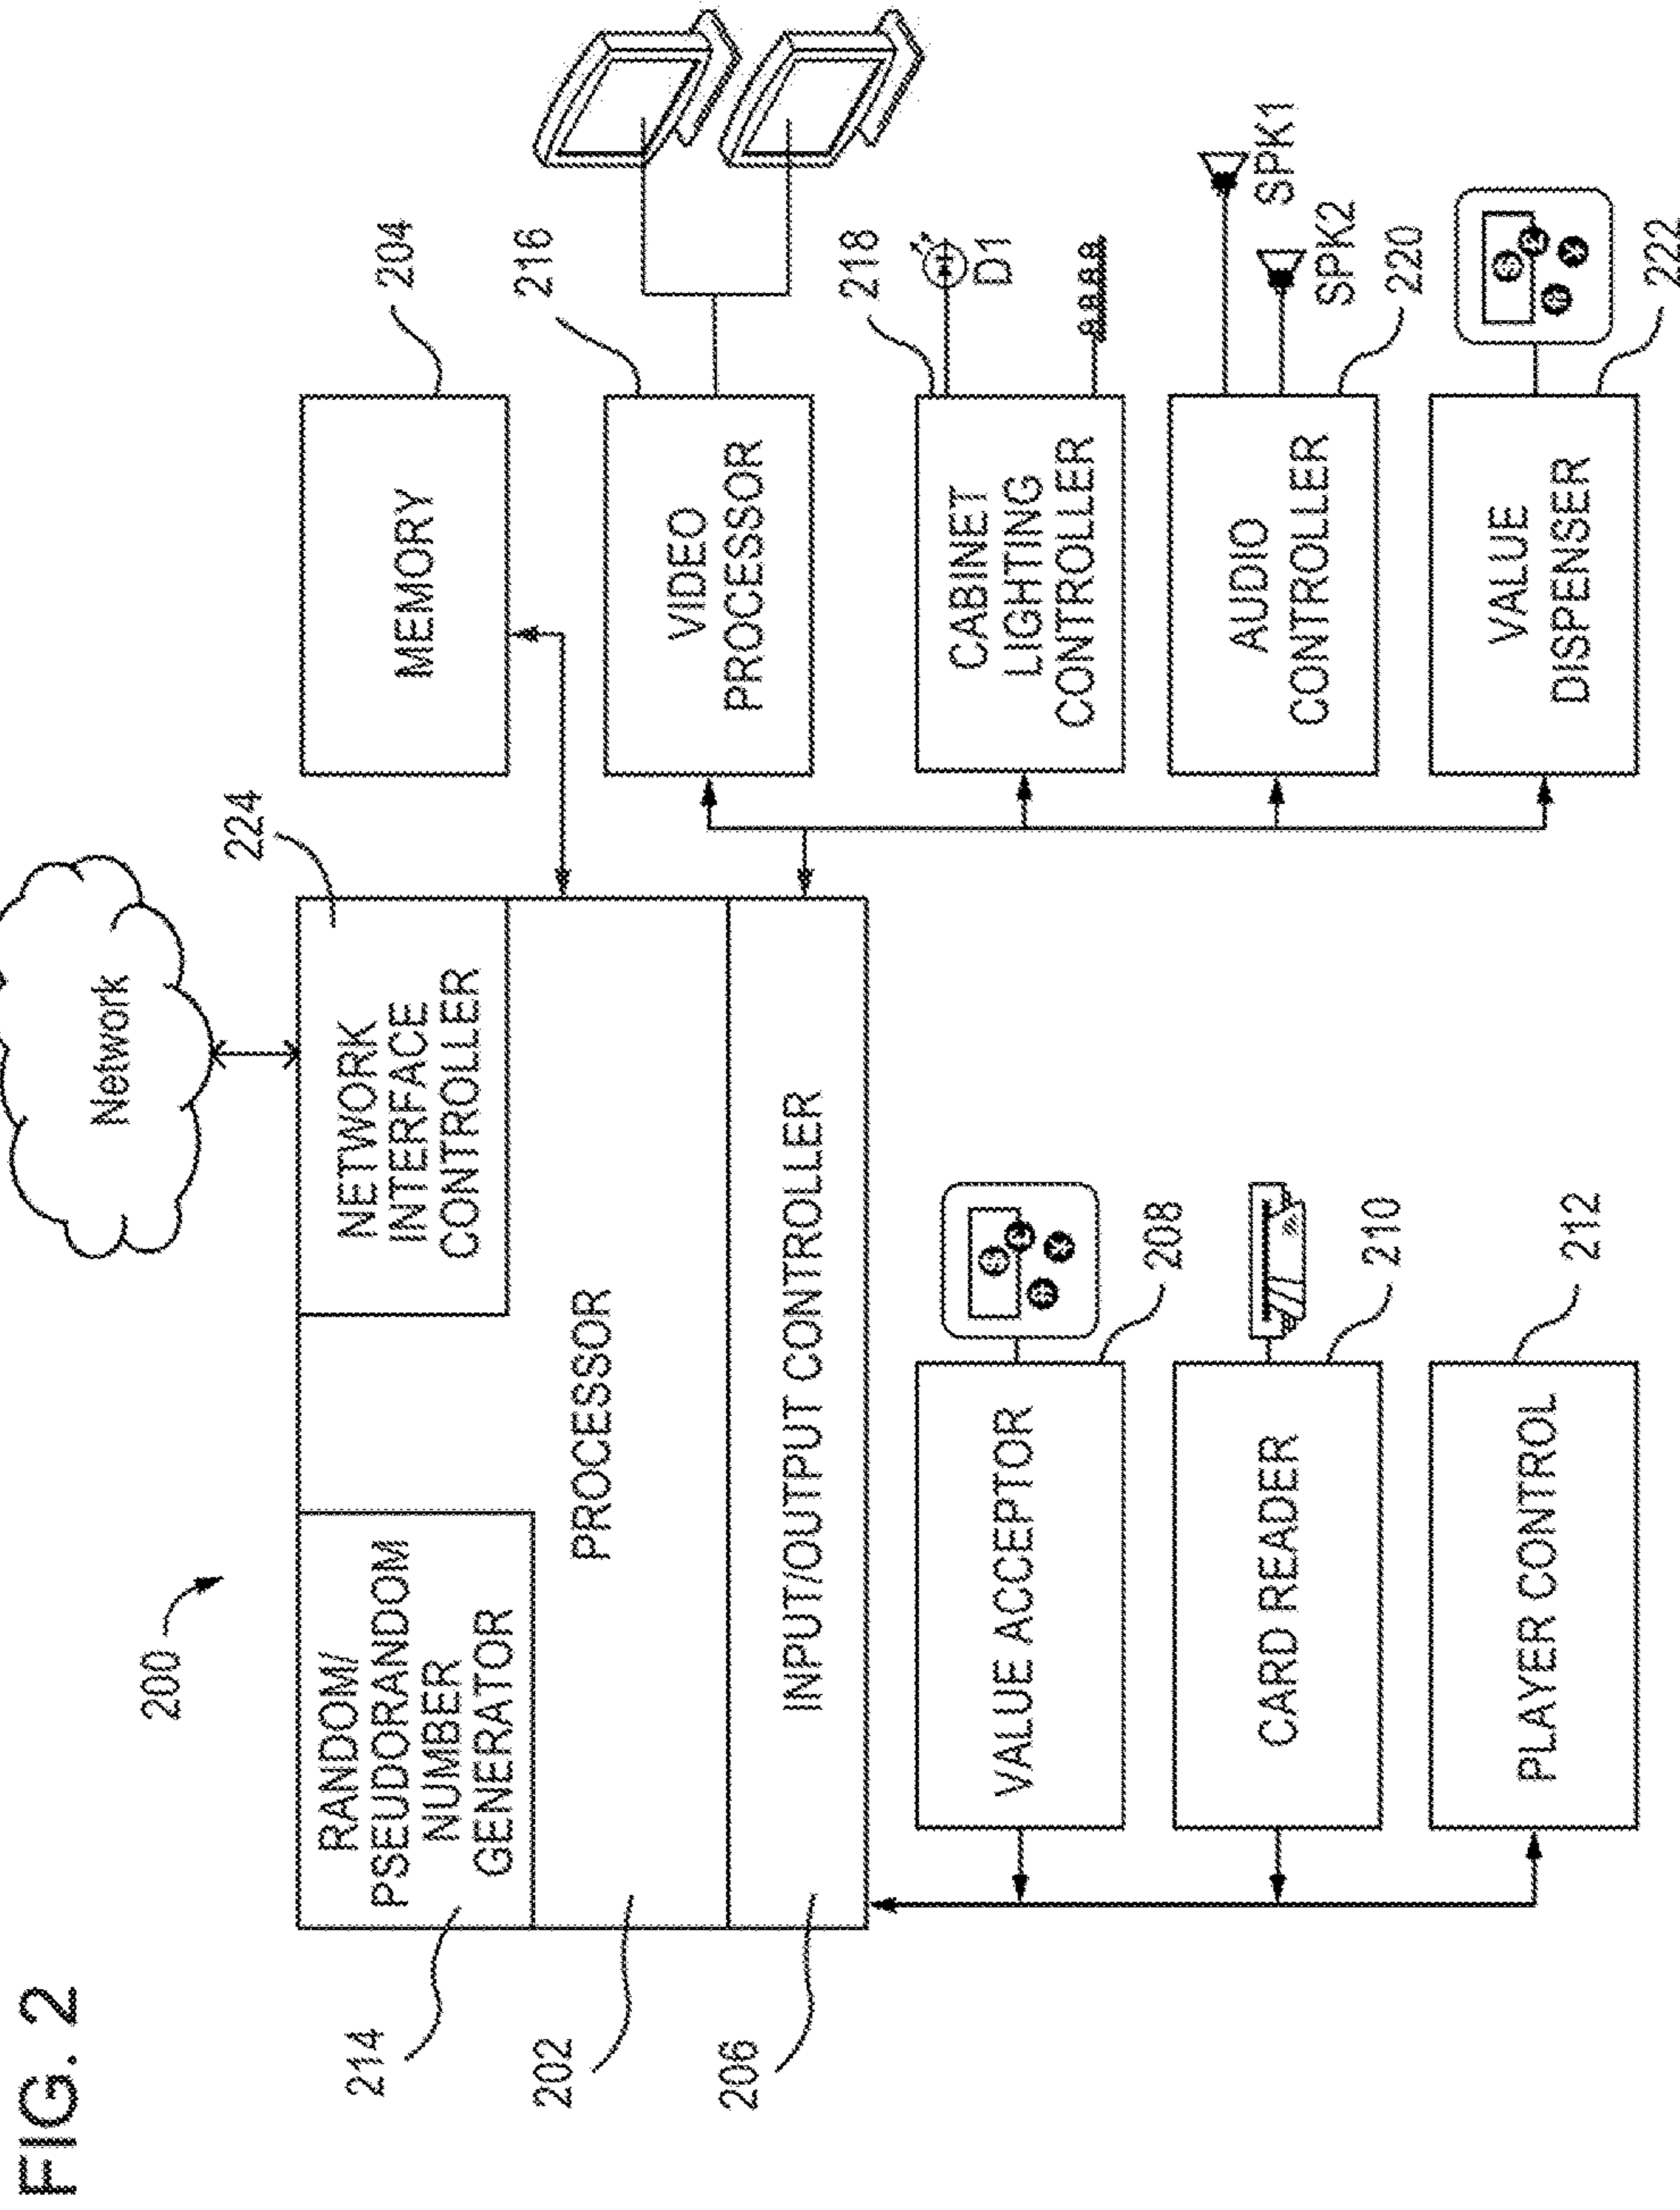 FIG. 2
200
Network
214
RANDOM/
PSEUDORANDOM
NUMBER
GENERATOR
NETWORK
INTERFACE
CONTROLLER
224
202
PROCESSOR
206
INPUT/OUTPUT CONTROLLER
MEMORY
204
VIDEO
PROCESSOR
216
VALUE ACCEPTOR
208
CARD READER
210
PLAYER CONTROL
212
CABINET
LIGHTING
CONTROLLER
218
D1
AUDIO
CONTROLLER
SPK1
SPK2
220
VALUE
DISPENSER
222